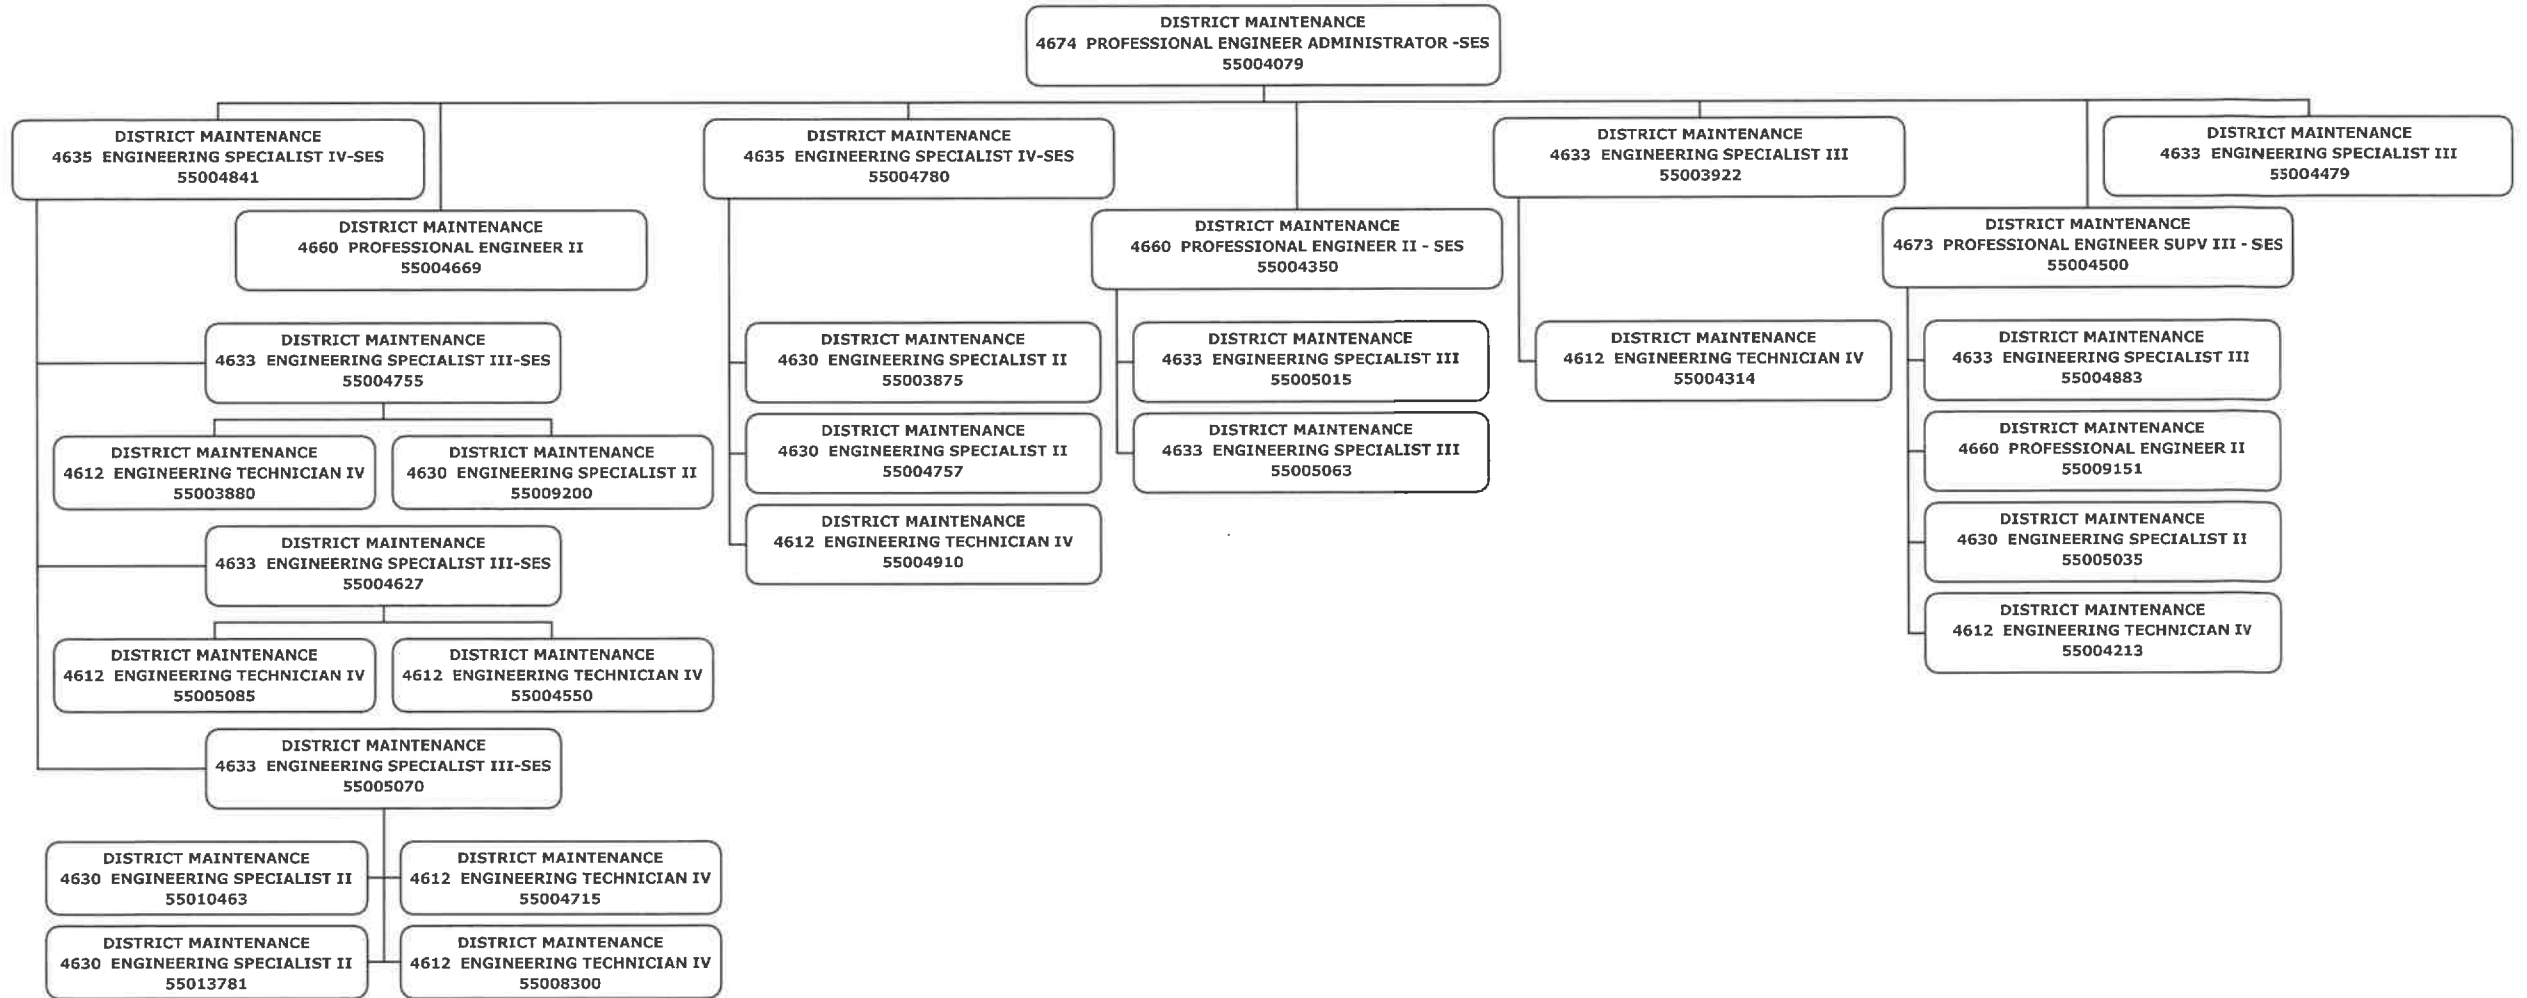 DISTRICT MAINTENANCE
4674 PROFESSIONAL ENGINEER ADMINISTRATOR -SES
55004079
DISTRICT MAINTENANCE
4635 ENGINEERING SPECIALIST IV-SES
55004841
DISTRICT MAINTENANCE
4660 PROFESSIONAL ENGINEER II
55004669
DISTRICT MAINTENANCE
4635 ENGINEERING SPECIALIST IV-SES
55004780
DISTRICT MAINTENANCE
4660 PROFESSIONAL ENGINEER II - SES
55004350
DISTRICT MAINTENANCE
4633 ENGINEERING SPECIALIST III
55003922
DISTRICT MAINTENANCE
4673 PROFESSIONAL ENGINEER SUPV III - SES
55004500
DISTRICT MAINTENANCE
4633 ENGINEERING SPECIALIST III
55004479
DISTRICT MAINTENANCE
4633 ENGINEERING SPECIALIST III-SES
55004755
DISTRICT MAINTENANCE
4612 ENGINEERING TECHNICIAN IV
55003880
DISTRICT MAINTENANCE
4630 ENGINEERING SPECIALIST II
55009200
DISTRICT MAINTENANCE
4633 ENGINEERING SPECIALIST III-SES
55004627
DISTRICT MAINTENANCE
4612 ENGINEERING TECHNICIAN IV
55005085
DISTRICT MAINTENANCE
4612 ENGINEERING TECHNICIAN IV
55004550
DISTRICT MAINTENANCE
4633 ENGINEERING SPECIALIST III-SES
55005070
DISTRICT MAINTENANCE
4630 ENGINEERING SPECIALIST II
55010463
DISTRICT MAINTENANCE
4612 ENGINEERING TECHNICIAN IV
55004715
DISTRICT MAINTENANCE
4630 ENGINEERING SPECIALIST II
55013781
DISTRICT MAINTENANCE
4612 ENGINEERING TECHNICIAN IV
55008300
DISTRICT MAINTENANCE
4630 ENGINEERING SPECIALIST II
55003875
DISTRICT MAINTENANCE
4630 ENGINEERING SPECIALIST II
55004757
DISTRICT MAINTENANCE
4612 ENGINEERING TECHNICIAN IV
55004910
DISTRICT MAINTENANCE
4633 ENGINEERING SPECIALIST III
55005015
DISTRICT MAINTENANCE
4633 ENGINEERING SPECIALIST III
55005063
DISTRICT MAINTENANCE
4612 ENGINEERING TECHNICIAN IV
55004314
DISTRICT MAINTENANCE
4633 ENGINEERING SPECIALIST III
55004883
DISTRICT MAINTENANCE
4660 PROFESSIONAL ENGINEER II
55009151
DISTRICT MAINTENANCE
4630 ENGINEERING SPECIALIST II
55005035
DISTRICT MAINTENANCE
4612 ENGINEERING TECHNICIAN IV
55004213